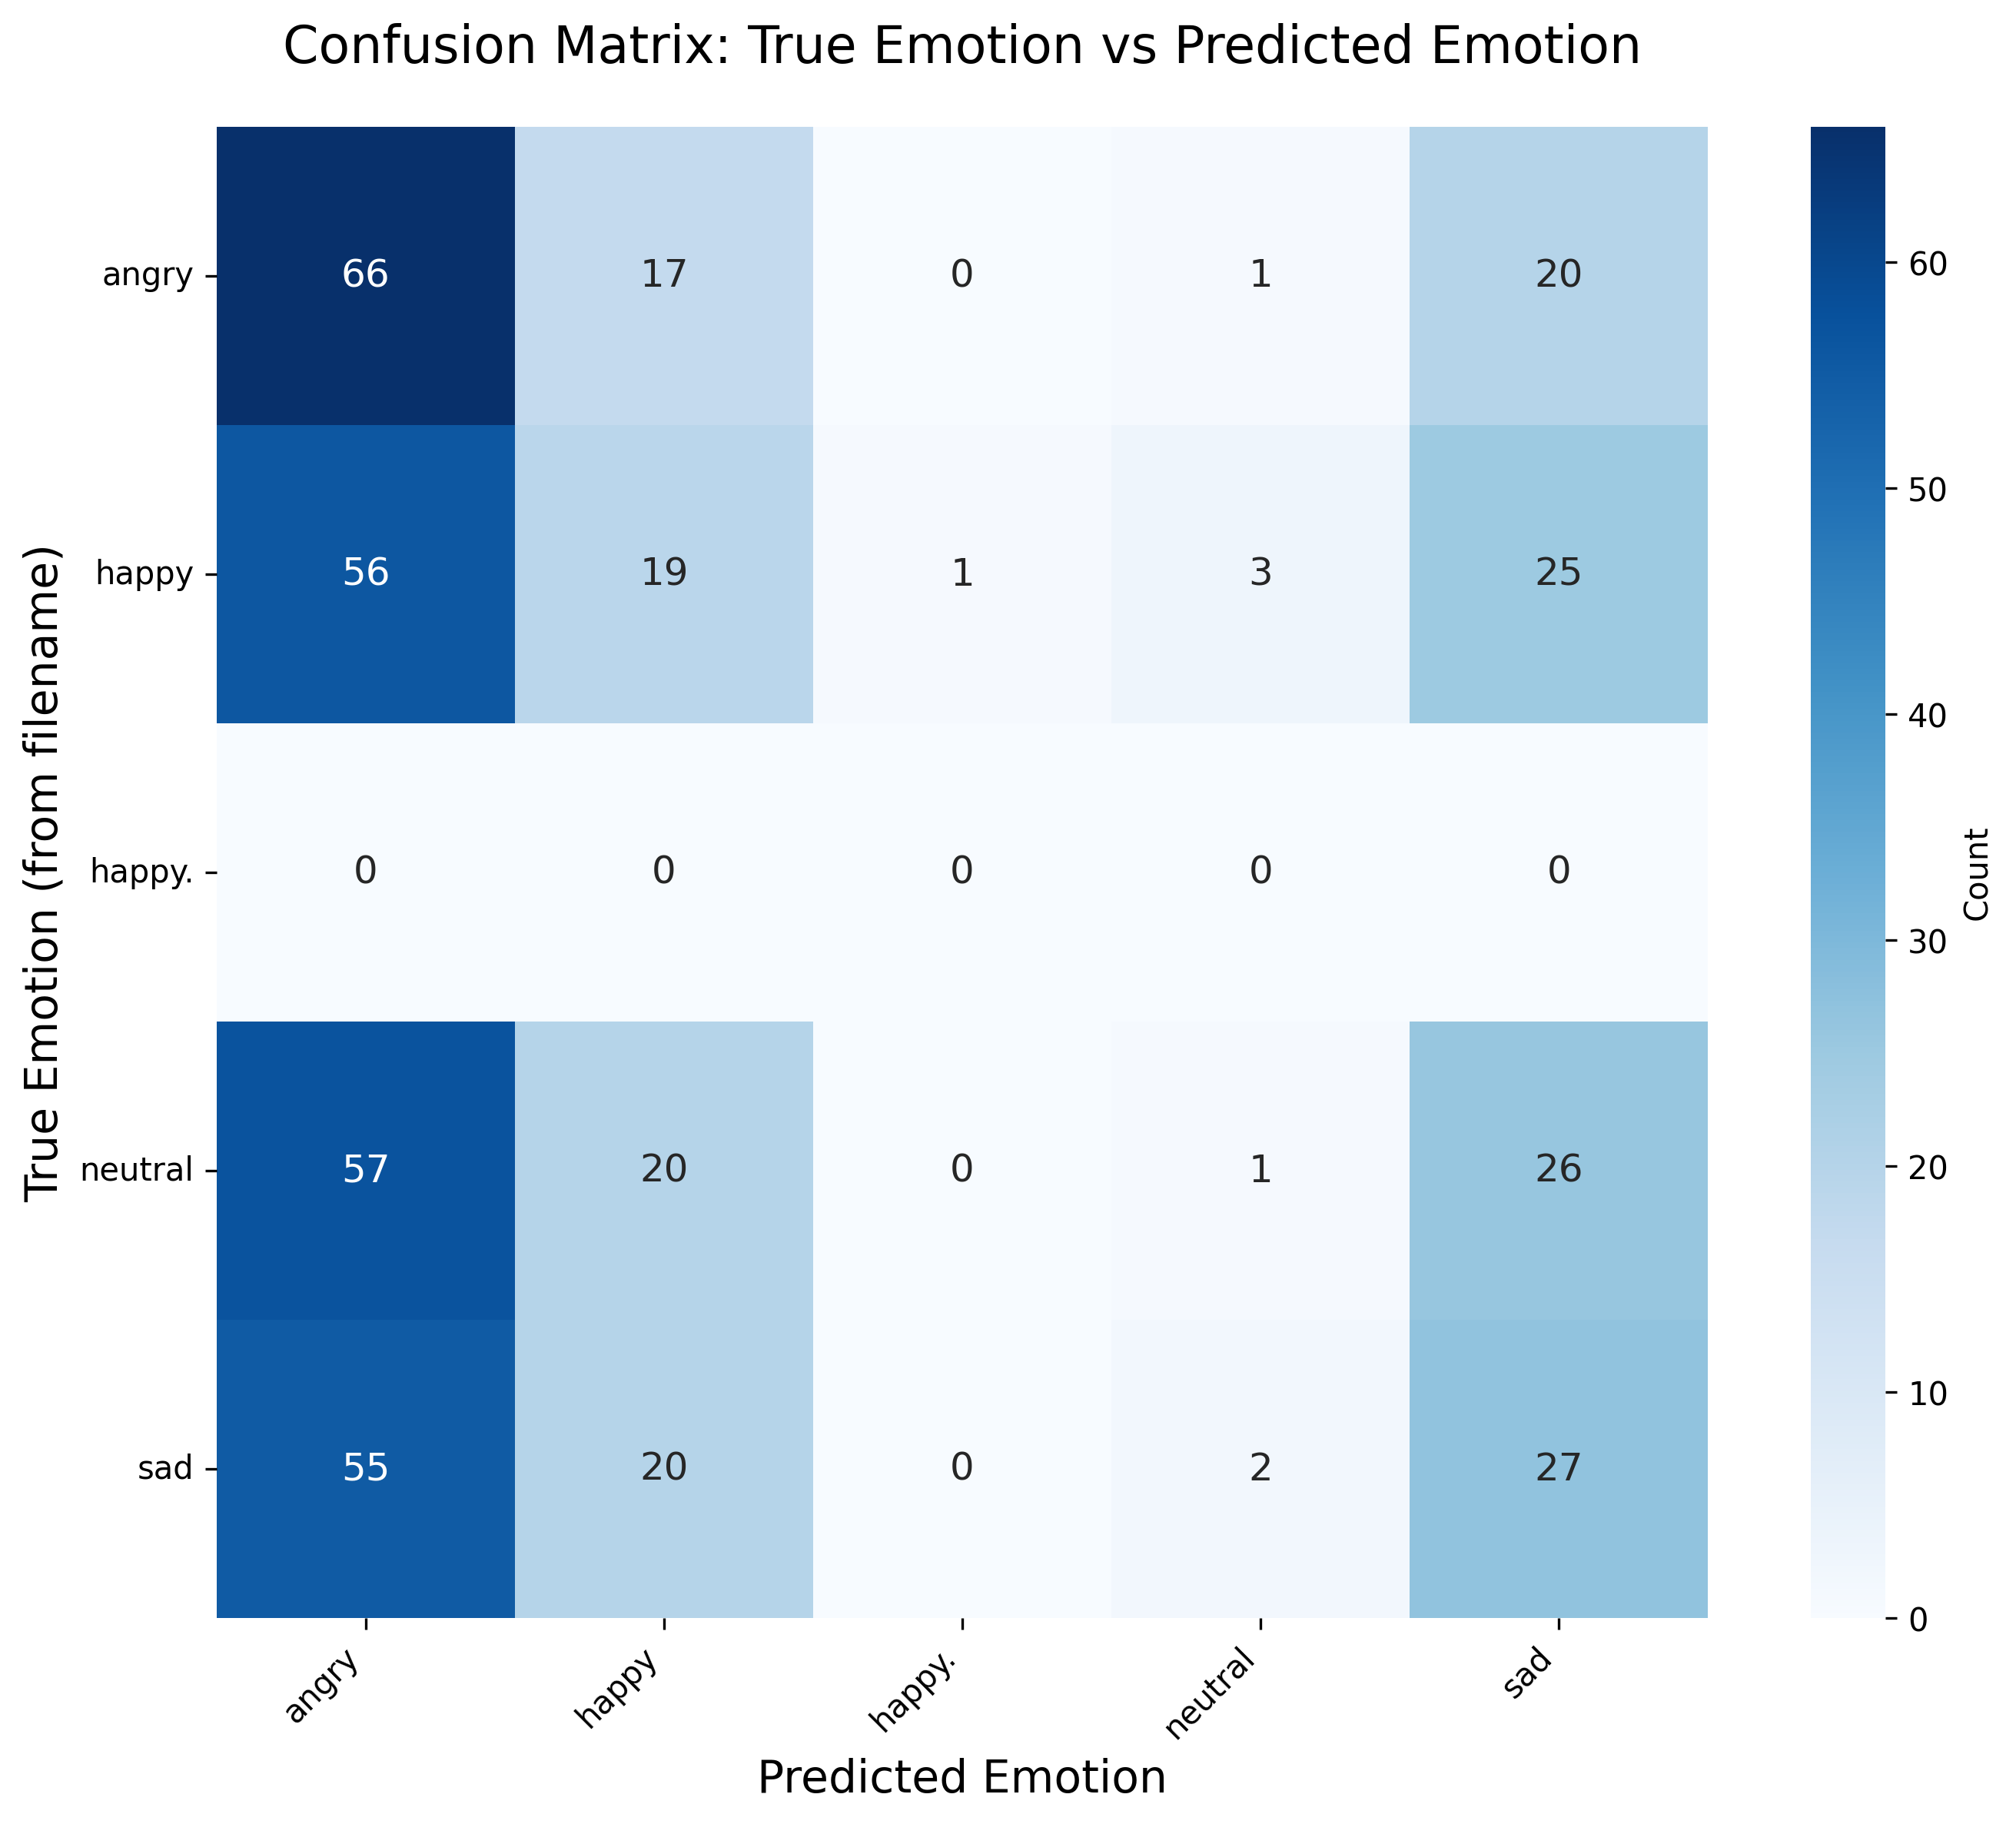 Confusion Matrix: True Emotion vs Predicted Emotion
True Emotion (from filename)
angry 66 17 0 1 20
happy 56 19 1 3 25
happy. 0 0 0 0 0
neutral 57 20 0 1 26
sad 55 20 0 2 27
angry happy happy. neutral sad
Predicted Emotion
60
50
40
30
20
10
0
Count